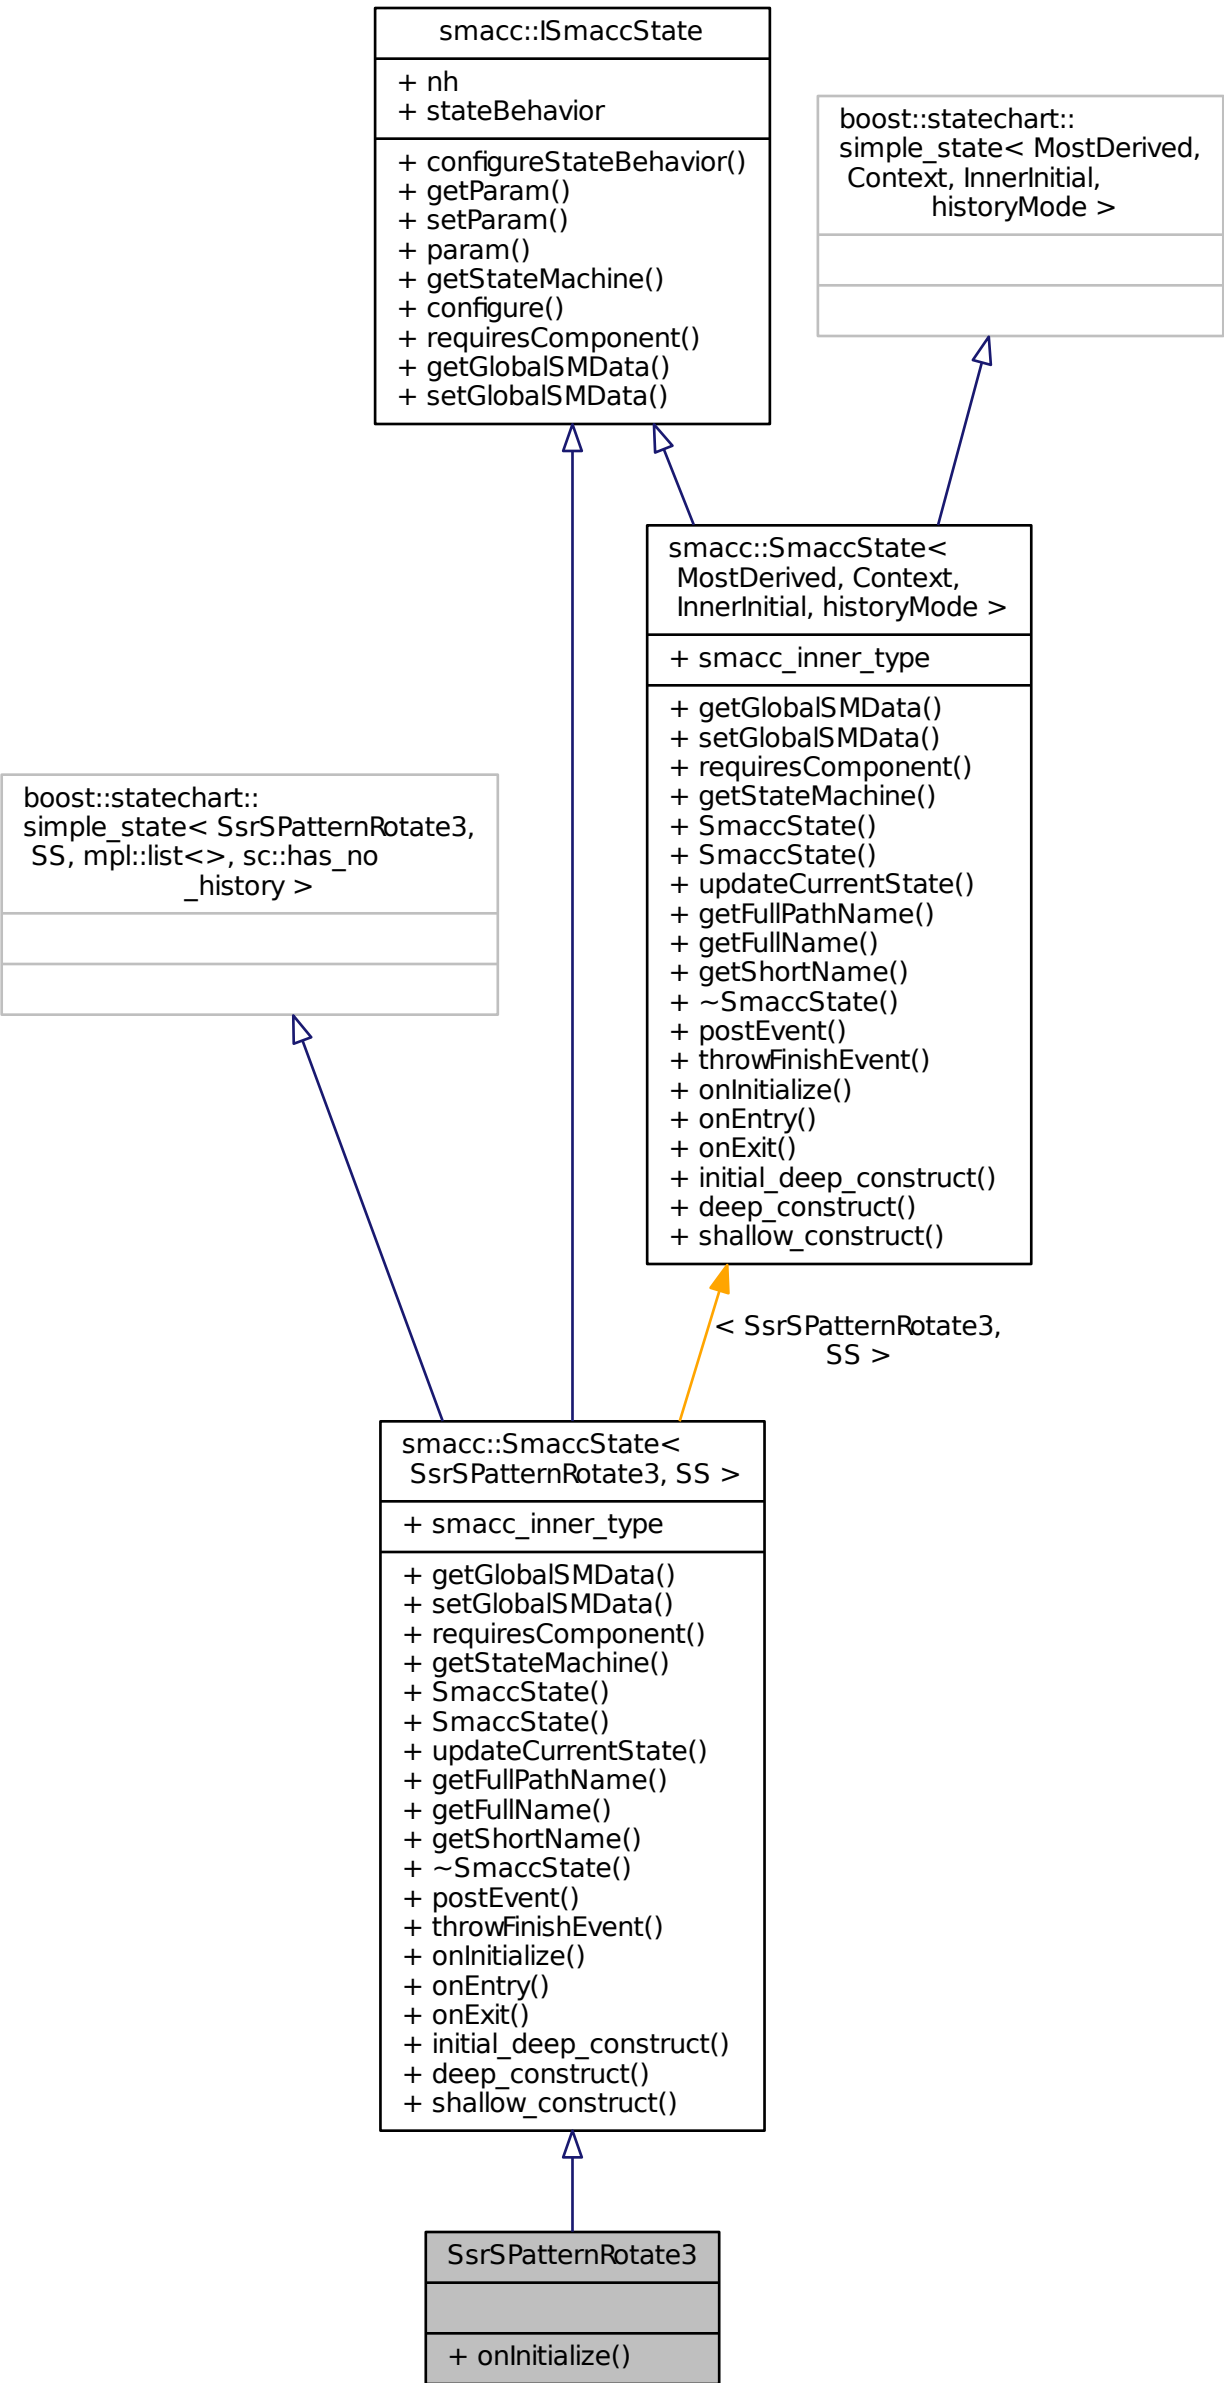 smacc::ISmaccState
+ nh
+ stateBehavior
+ configureStateBehavior()
+ getParam()
+ setParam()
+ param()
+ getStateMachine()
+ configure()
+ requiresComponent()
+ getGlobalSMData()
+ setGlobalSMData()
boost::statechart::
simple_state< MostDerived,
Context, InnerInitial,
historyMode >
smacc::SmaccState<
MostDerived, Context,
InnerInitial, historyMode >
+ smacc_inner_type
+ getGlobalSMData()
+ setGlobalSMData()
+ requiresComponent()
+ getStateMachine()
+ SmaccState()
+ SmaccState()
+ updateCurrentState()
+ getFullPathName()
+ getFullName()
+ getShortName()
+ ~SmaccState()
+ postEvent()
+ throwFinishEvent()
+ onInitialize()
+ onEntry()
+ onExit()
+ initial_deep_construct()
+ deep_construct()
+ shallow_construct()
boost::statechart::
simple_state< SsrSPatternRotate3,
SS, mpl::list<>, sc::has_no
_history >
< SsrSPatternRotate3,
SS >
smacc::SmaccState<
SsrSPatternRotate3, SS >
+ smacc_inner_type
+ getGlobalSMData()
+ setGlobalSMData()
+ requiresComponent()
+ getStateMachine()
+ SmaccState()
+ SmaccState()
+ updateCurrentState()
+ getFullPathName()
+ getFullName()
+ getShortName()
+ ~SmaccState()
+ postEvent()
+ throwFinishEvent()
+ onInitialize()
+ onEntry()
+ onExit()
+ initial_deep_construct()
+ deep_construct()
+ shallow_construct()
SsrSPatternRotate3
+ onInitialize()